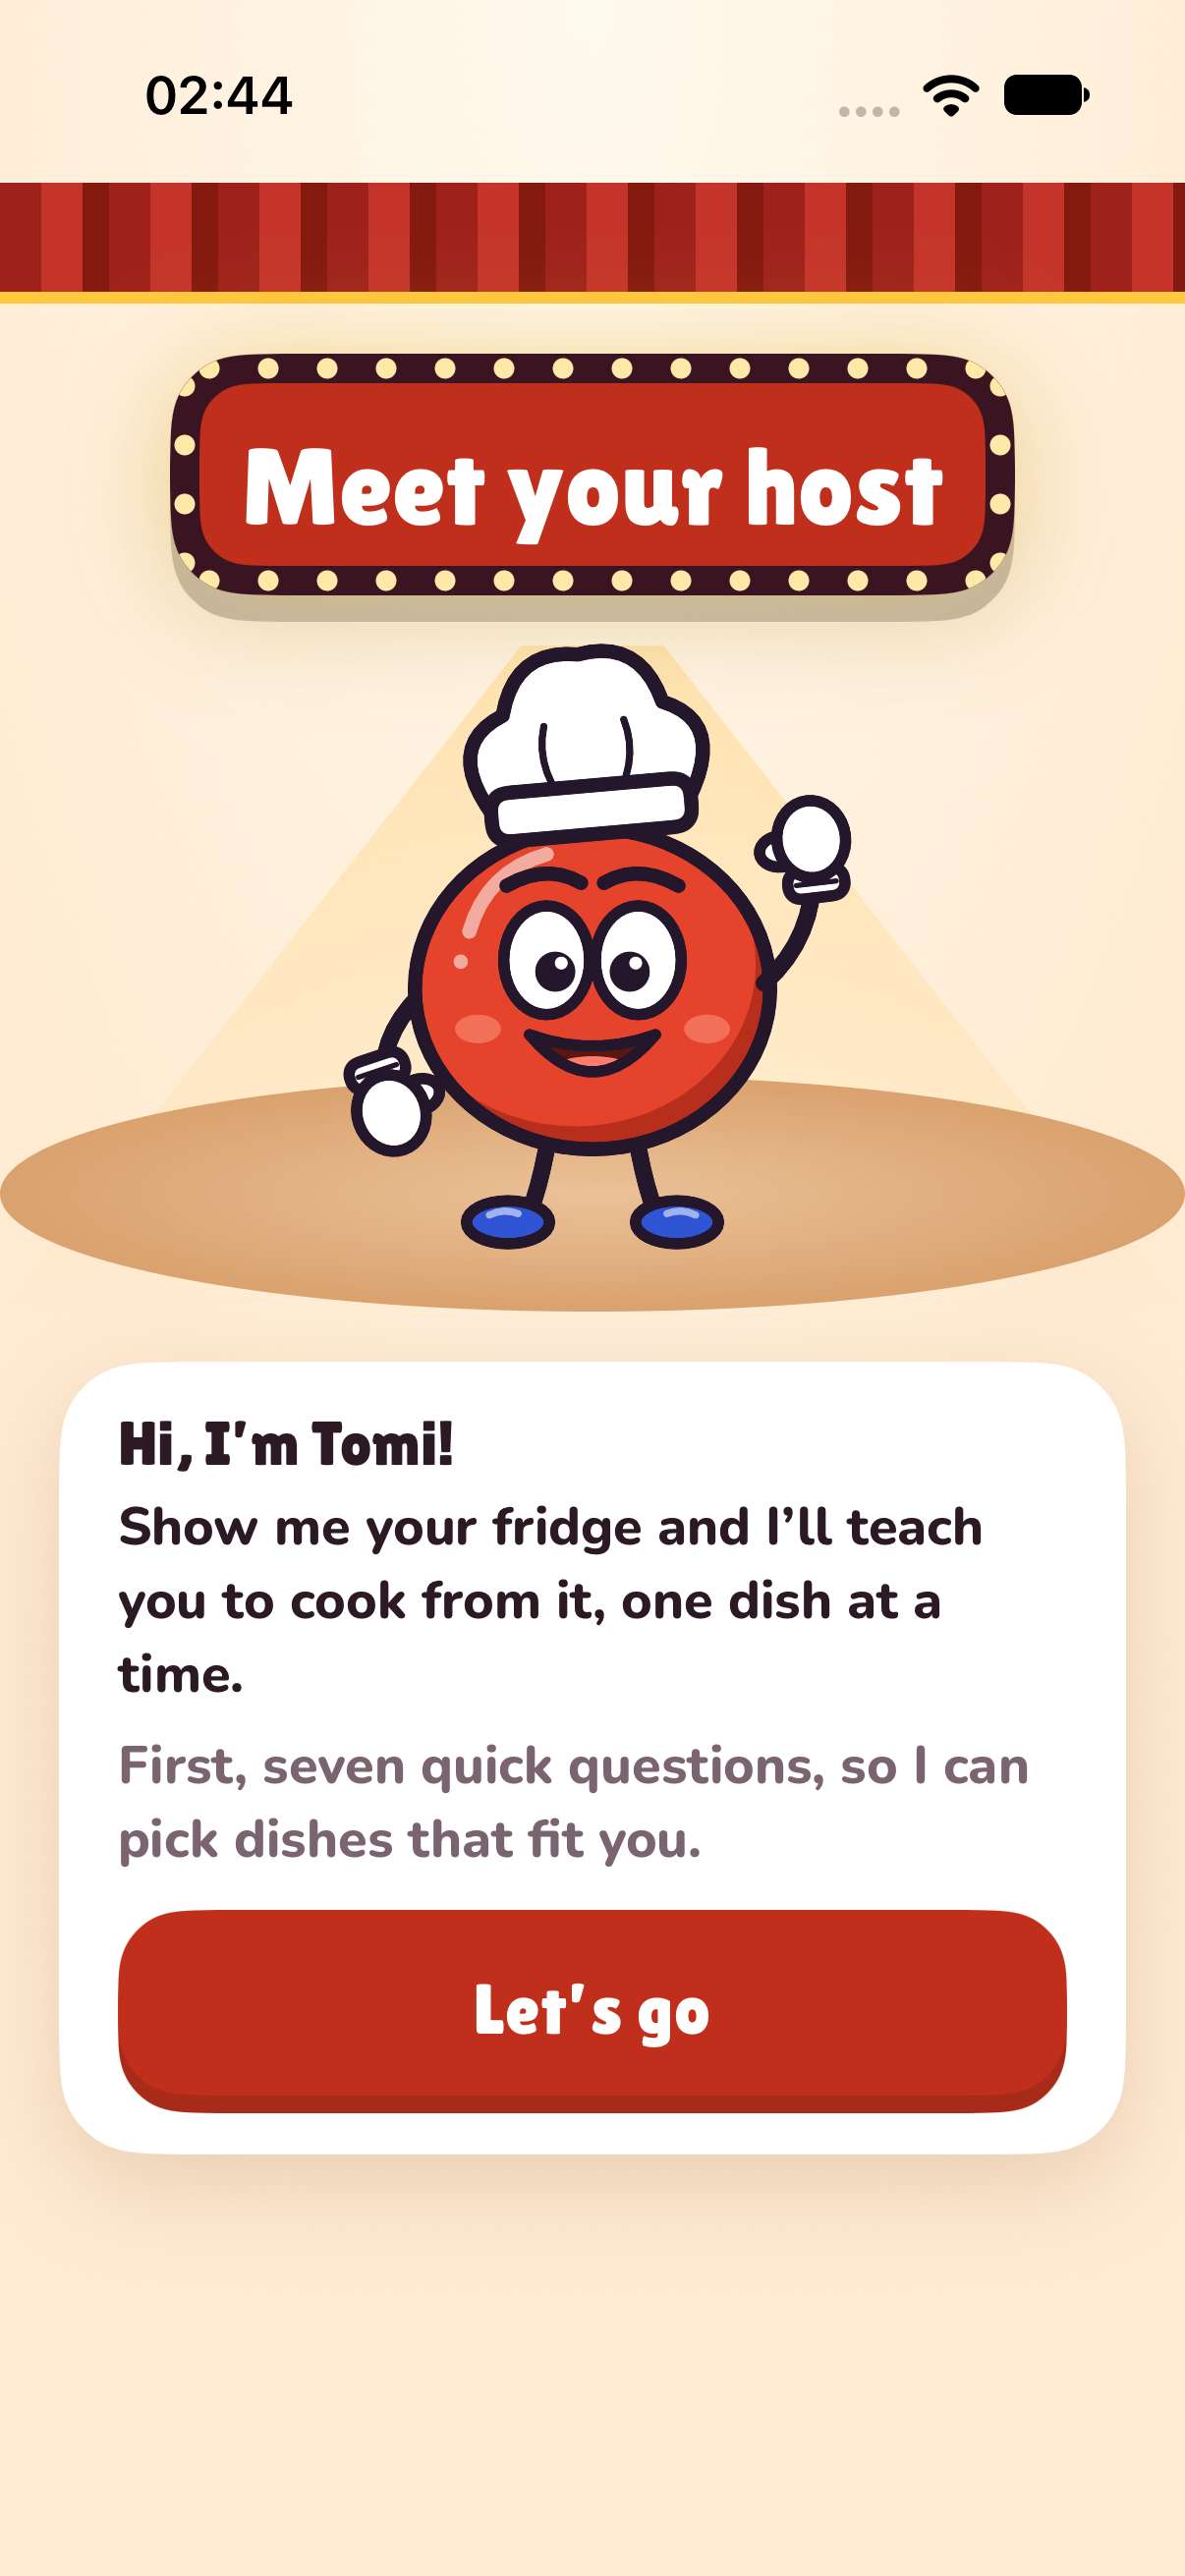 02:44
Meet your host
Hi, I'm Tomi!
Show me your fridge and I’ll teach
you to cook from it, one dish at a
time.
First, seven quick questions, so I can
pick dishes that fit you.
Let's go